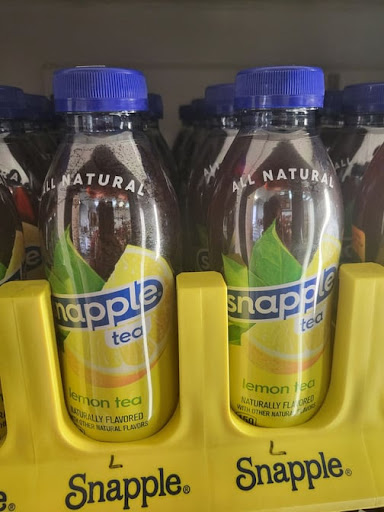 ALL NATURAL
snapple
tea
lemon tea
NATURALLY FLAVORED
WITH OTHER NATURAL FLAVORS
ALL NATURAL
snapple
tea
lemon tea
NATURALLY FLAVORED
WITH OTHER NATURAL FLAVORS
L
Snapple®
L
Snapple®